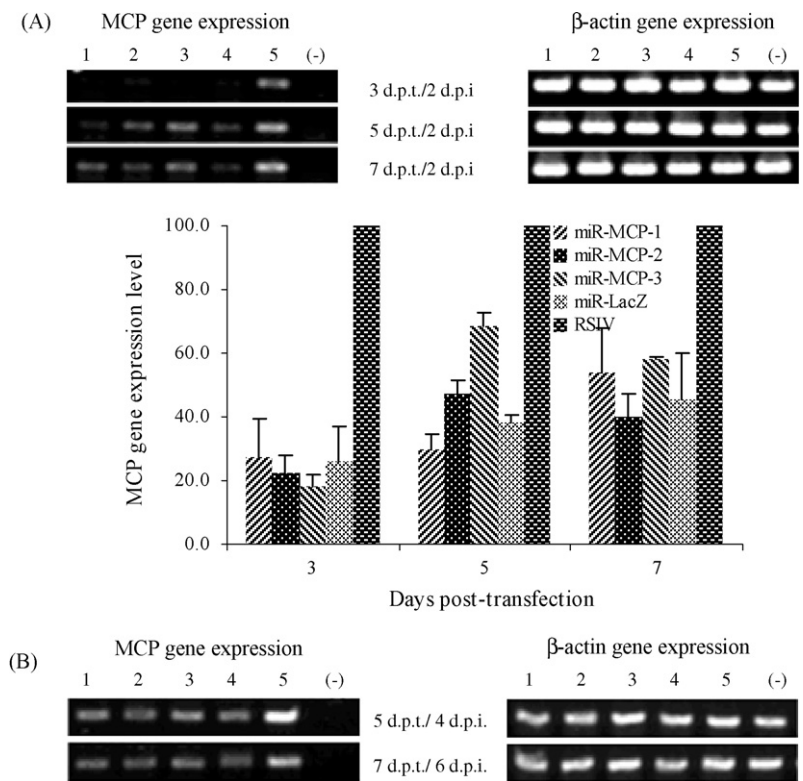 (A)
MCP gene expression
β-actin gene expression
1 2 3 4 5 (-)
1 2 3 4 5 (-)
3 d.p.t./2 d.p.i
5 d.p.t./2 d.p.i
7 d.p.t./2 d.p.i
MCP gene expression level
100.0
80.0
60.0
40.0
20.0
0.0
miR-MCP-1
miR-MCP-2
miR-MCP-3
miR-LacZ
RSIV
3 5 7
Days post-transfection
(B)
MCP gene expression
β-actin gene expression
1 2 3 4 5 (-)
1 2 3 4 5 (-)
5 d.p.t./ 4 d.p.i.
7 d.p.t./ 6 d.p.i.